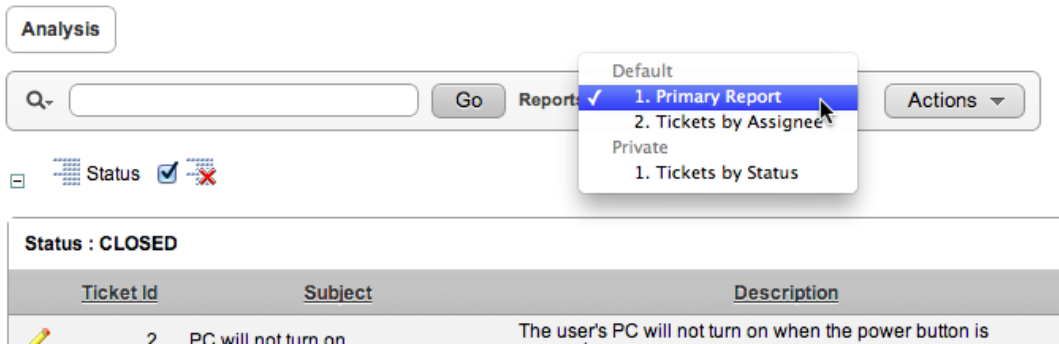 Analysis
Default
Go Reports ✓ 1. Primary Report Actions
2. Tickets by Assignee
Private
1. Tickets by Status
Status
Status : CLOSED
Ticket Id Subject Description
2 PC will not turn on The user's PC will not turn on when the power button is